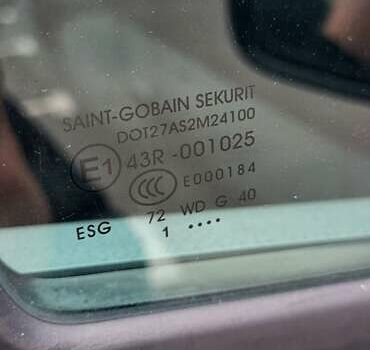 SAINT-GOBAIN SEKURIT
DOT27AS2M24100
E1 43R -001025
CCC E000184
ESG 72 WD G 40
1 ....